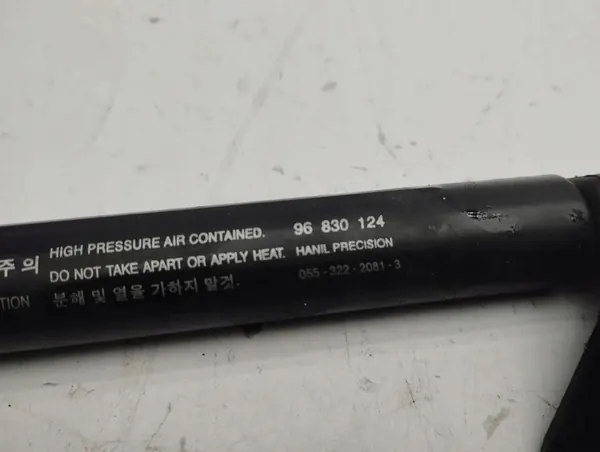 주의 HIGH PRESSURE AIR CONTAINED. 96 830 124
DO NOT TAKE APART OR APPLY HEAT. HANIL PRECISION
TION 분해 및 열을 가하지 말것. 055-322-2081-3